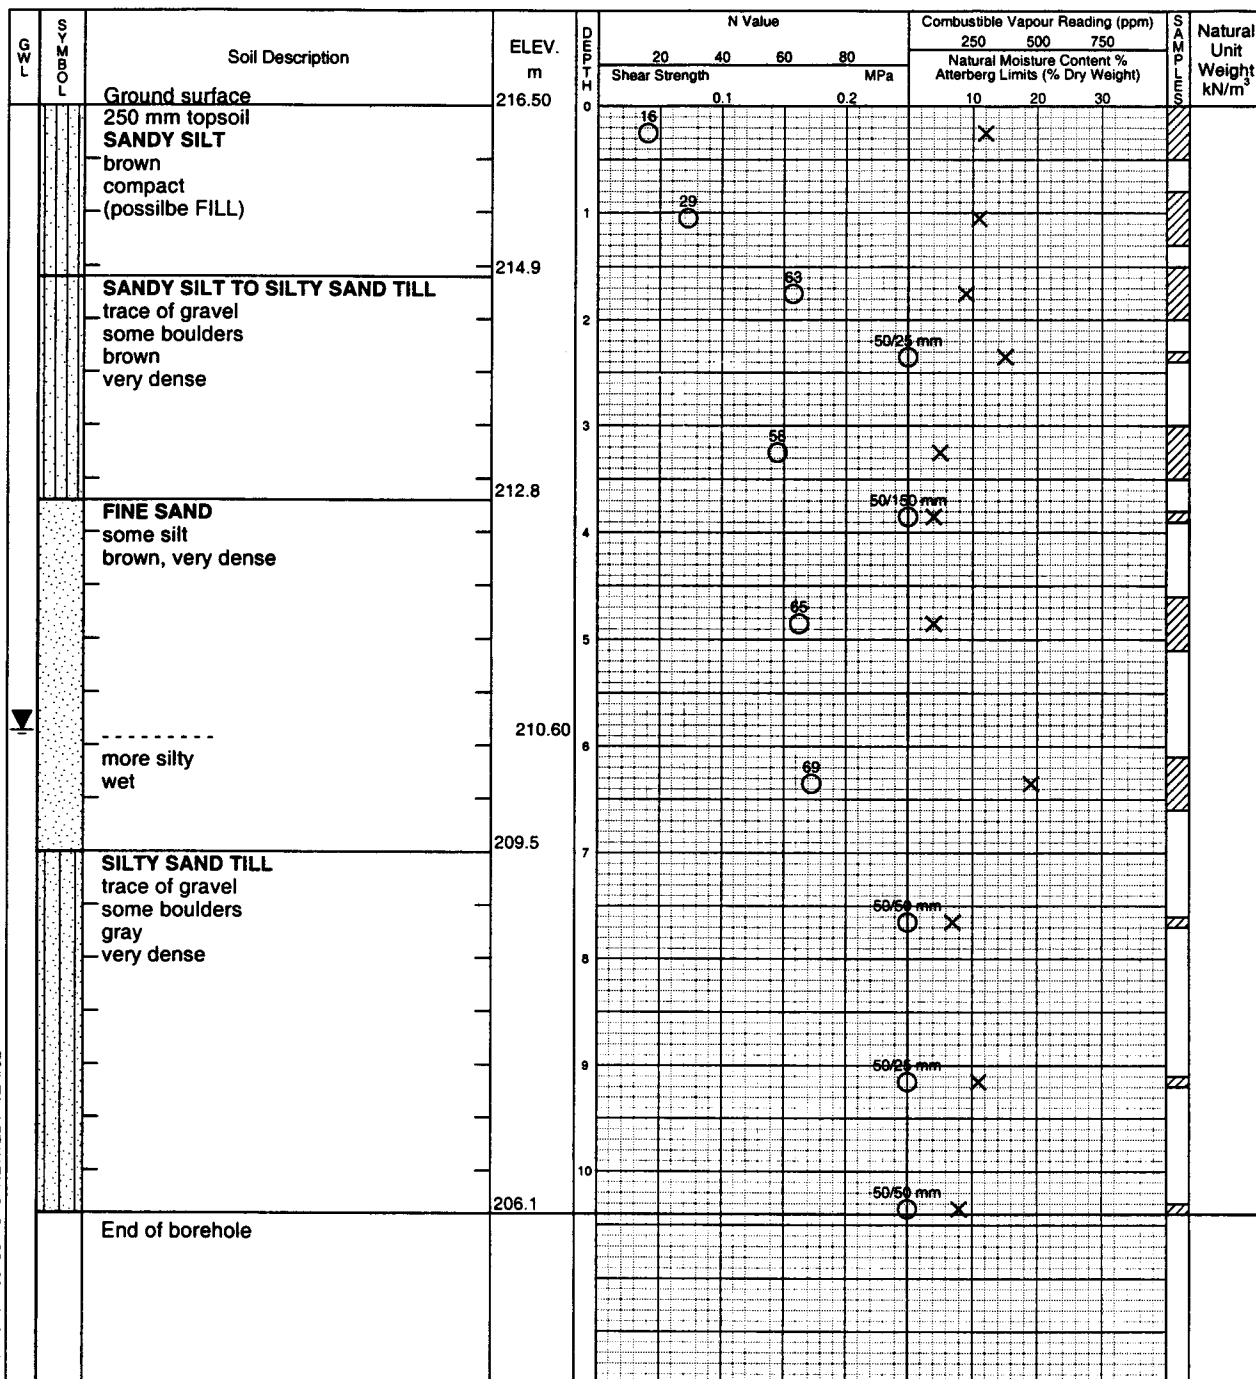 GWL
SYMBOL
Soil Description
ELEV.
m
DEPTH
N Value
20 40 60 80
Shear Strength MPa
0.1 0.2
Combustible Vapour Reading (ppm)
250 500 750
Natural Moisture Content %
Atterberg Limits (% Dry Weight)
10 20 30
SAMPLES
Natural
Unit
Weight
kN/m³
Ground surface
216.50
0
250 mm topsoil
SANDY SILT
brown
compact
(possilbe FILL)
16
29
1
214.9
SANDY SILT TO SILTY SAND TILL
trace of gravel
some boulders
brown
very dense
63
2
50/25 mm
3
58
212.8
FINE SAND
some silt
brown, very dense
50/150 mm
4
65
5
210.60
more silty
wet
6
69
209.5
7
SILTY SAND TILL
trace of gravel
some boulders
gray
very dense
50/50 mm
8
9
50/25 mm
10
50/50 mm
206.1
End of borehole